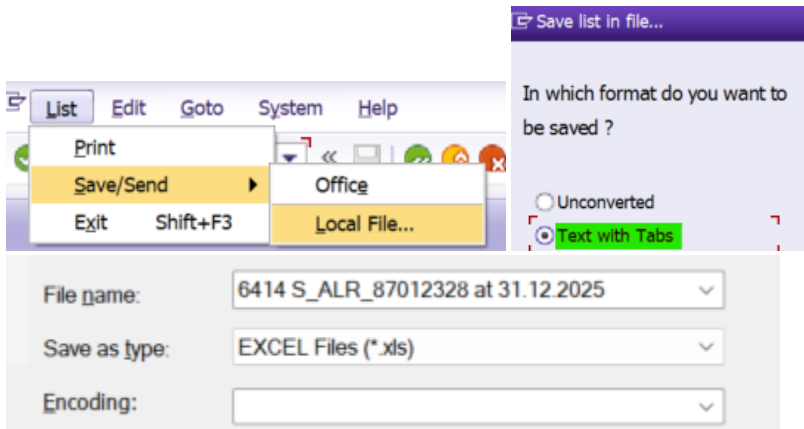 Save list in file...
In which format do you want to
be saved ?
Unconverted
Text with Tabs
List Edit Goto System Help
Print
Save/Send
Exit Shift+F3
Office
Local File...
File name:
6414 S_ALR_87012328 at 31.12.2025
Save as type:
EXCEL Files (*.xls)
Encoding: